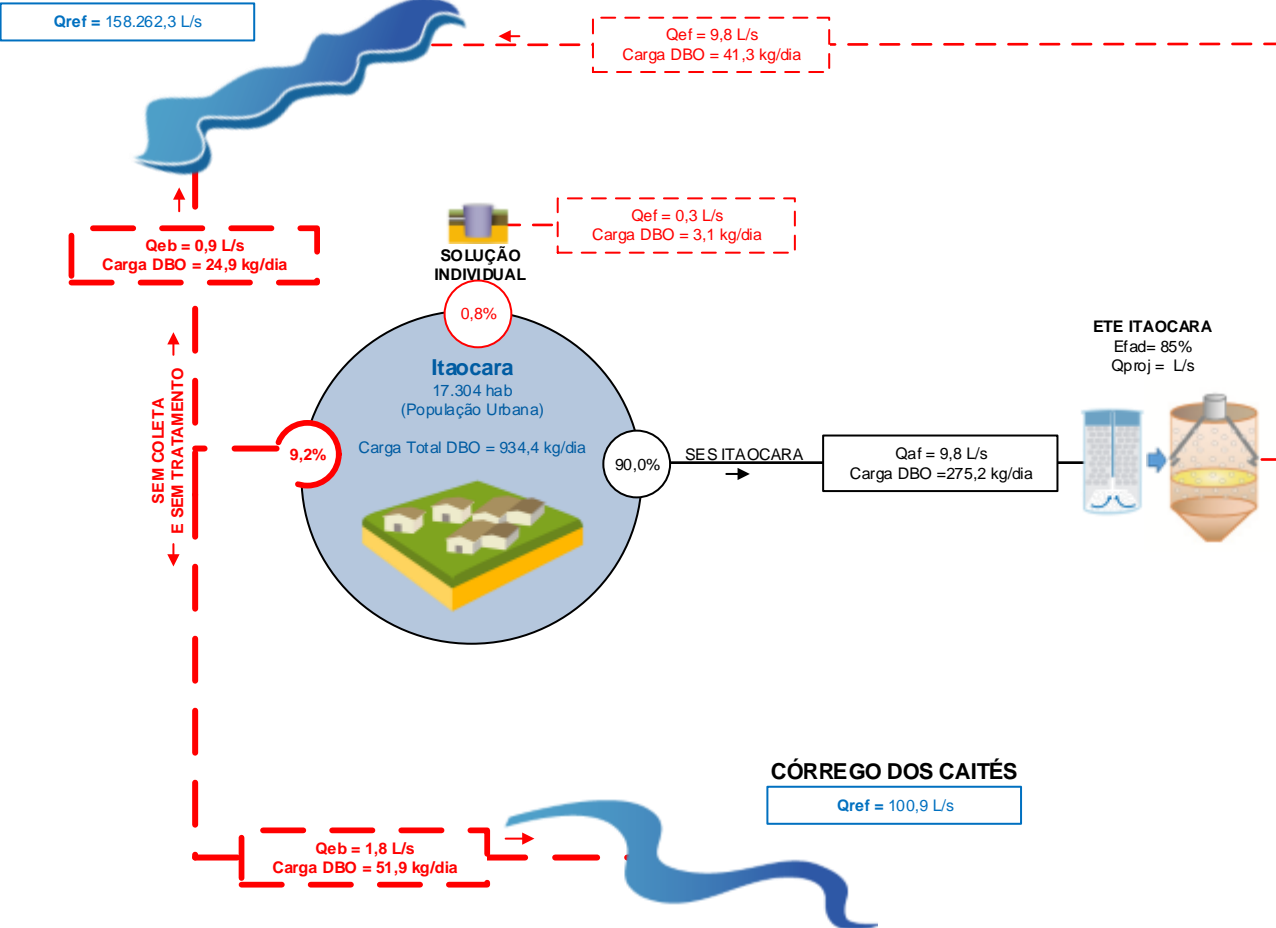 Qref = 158.262,3 L/s
Qef = 9,8 L/s
Carga DBO = 41,3 kg/dia
Qef = 0,3 L/s
Carga DBO = 3,1 kg/dia
Qeb = 0,9 L/s
Carga DBO = 24,9 kg/dia
SOLUÇÃO
INDIVIDUAL
0,8%
ETE ITAOCARA
Efad= 85%
Qproj =  L/s
Itaocara
17.304 hab
(População Urbana)
Carga Total DBO = 934,4 kg/dia
SEM COLETA
E SEM TRATAMENTO
9,2%
90,0%
SES ITAOCARA
Qaf = 9,8 L/s
Carga DBO =275,2 kg/dia
CÓRREGO DOS CAITÉS
Qref = 100,9 L/s
Qeb = 1,8 L/s
Carga DBO = 51,9 kg/dia